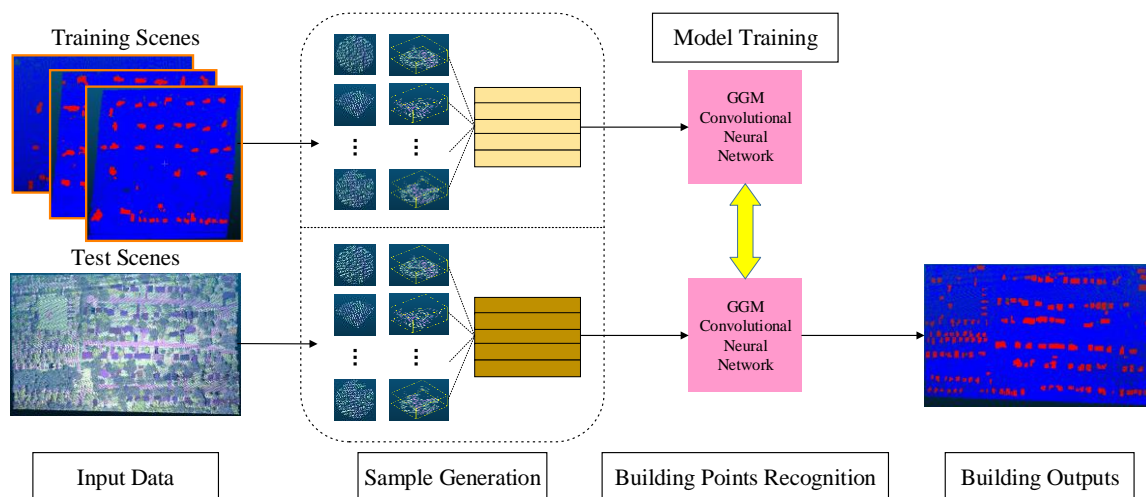 Training Scenes
Model Training
GGM
Convolutional
Neural
Network
Test Scenes
GGM
Convolutional
Neural
Network
Input Data
Sample Generation
Building Points Recognition
Building Outputs